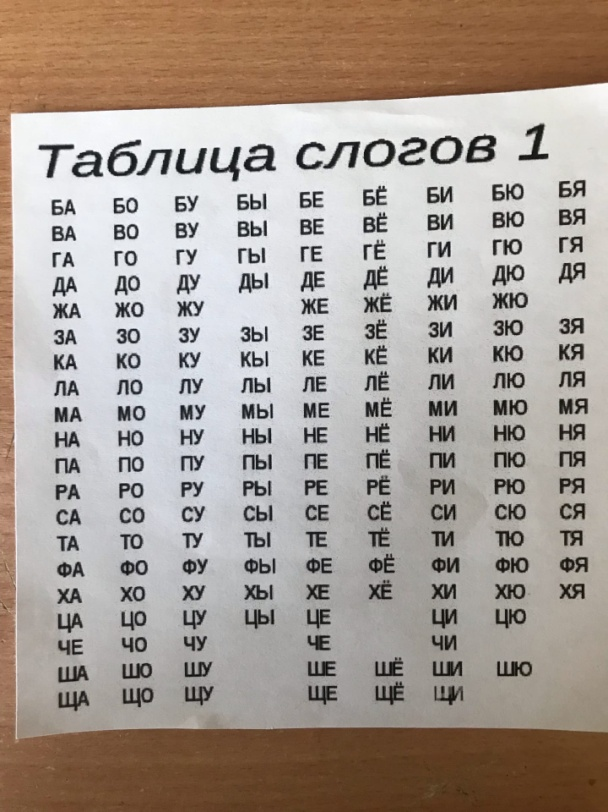 Таблица слогов 1
БА БО БУ БЫ БЕ БЁ БИ БЮ БЯ
ВА ВО ВУ ВЫ ВЕ ВЁ ВИ ВЮ ВЯ
ГА ГО ГУ ГЫ ГЕ ГЁ ГИ ГЮ ГЯ
ДА ДО ДУ ДЫ ДЕ ДЁ ДИ ДЮ ДЯ
ЖА ЖО ЖУ ЖЕ ЖЁ ЖИ ЖЮ
ЗА ЗО ЗУ ЗЫ ЗЕ ЗЁ ЗИ ЗЮ ЗЯ
КА КО КУ КЫ КЕ КЁ КИ КЮ КЯ
ЛА ЛО ЛУ ЛЫ ЛЕ ЛЁ ЛИ ЛЮ ЛЯ
МА МО МУ МЫ МЕ МЁ МИ МЮ МЯ
НА НО НУ НЫ НЕ НЁ НИ НЮ НЯ
ПА ПО ПУ ПЫ ПЕ ПЁ ПИ ПЮ ПЯ
РА РО РУ РЫ РЕ РЁ РИ РЮ РЯ
СА СО СУ СЫ СЕ СЁ СИ СЮ СЯ
ТА ТО ТУ ТЫ ТЕ ТЁ ТИ ТЮ ТЯ
ФА ФО ФУ ФЫ ФЕ ФЁ ФИ ФЮ ФЯ
ХА ХО ХУ ХЫ ХЕ ХЁ ХИ ХЮ ХЯ
ЦА ЦО ЦУ ЦЫ ЦЕ ЦИ ЦЮ
ЧЕ ЧО ЧУ ЧЕ ЧИ
ША ШО ШУ ШЕ ШЁ ШИ ШЮ
ЩА ЩО ЩУ ЩЕ ЩЁ ЩИ